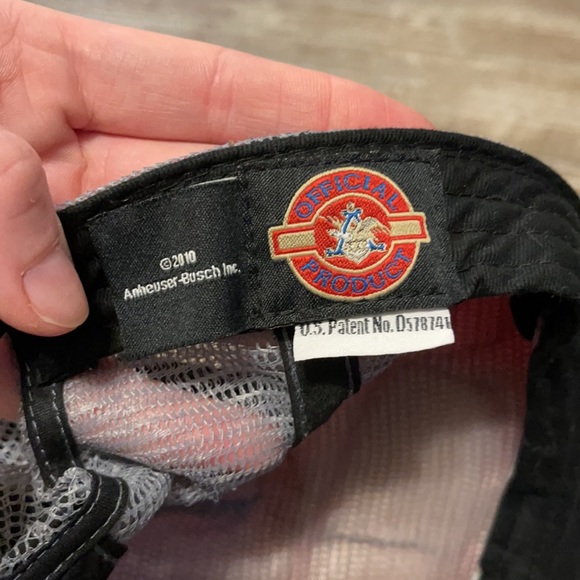 ©2010
Anheuser-Busch Inc.
OFFICIAL
PRODUCT
U.S. Patent No. D578741